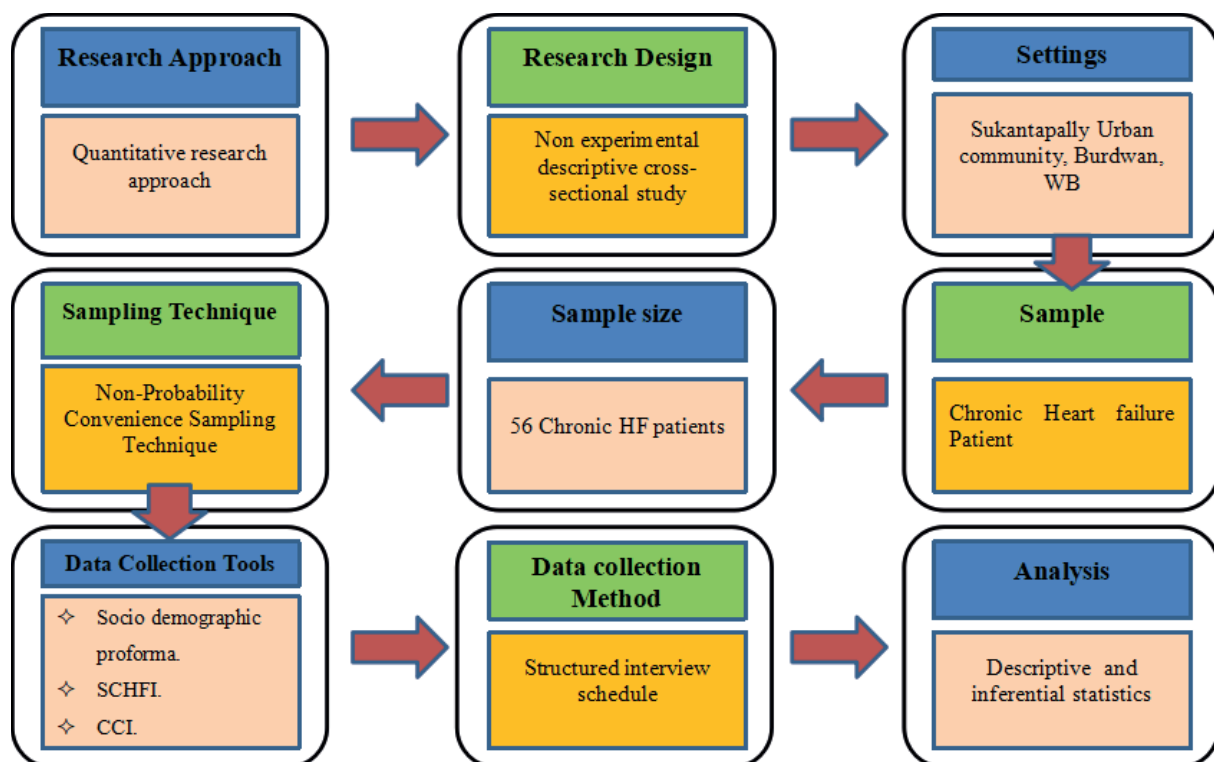 Research Approach
Quantitative research
approach
Research Design
Non experimental
descriptive cross-
sectional study
Settings
Sukantapally Urban
community, Burdwan,
WB
Sample
Chronic Heart failure
Patient
Sample size
56 Chronic HF patients
Sampling Technique
Non-Probability
Convenience Sampling
Technique
Data Collection Tools
✧ Socio demographic
proforma.
✧ SCHFI.
✧ CCI.
Data collection
Method
Structured interview
schedule
Analysis
Descriptive and
inferential statistics